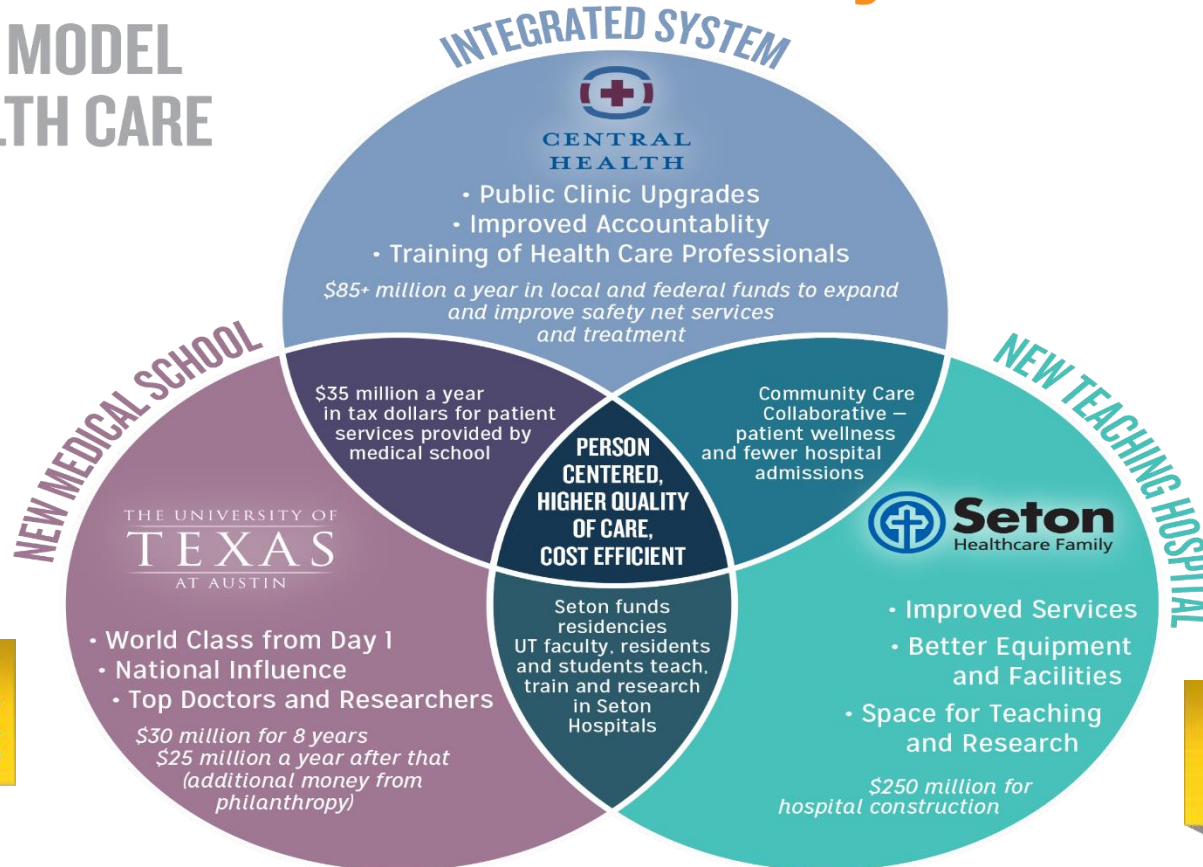 MODEL
LTH CARE
INTEGRATED SYSTEM
CENTRAL
HEALTH
• Public Clinic Upgrades
• Improved Accountablity
• Training of Health Care Professionals
$85+ million a year in local and federal funds to expand
and improve safety net services
and treatment
NEW MEDICAL SCHOOL
NEW TEACHING HOSPITAL
$35 million a year
in tax dollars for patient
services provided by
medical school
Community Care
Collaborative —
patient wellness
and fewer hospital
admissions
PERSON
CENTERED,
HIGHER QUALITY
OF CARE,
COST EFFICIENT
THE UNIVERSITY OF
TEXAS
AT AUSTIN
• World Class from Day 1
• National Influence
• Top Doctors and Researchers
$30 million for 8 years
$25 million a year after that
(additional money from
philanthropy)
Seton funds
residencies
UT faculty, residents
and students teach,
train and research
in Seton
Hospitals
Seton
Healthcare Family
• Improved Services
• Better Equipment
and Facilities
• Space for Teaching
and Research
$250 million for
hospital construction